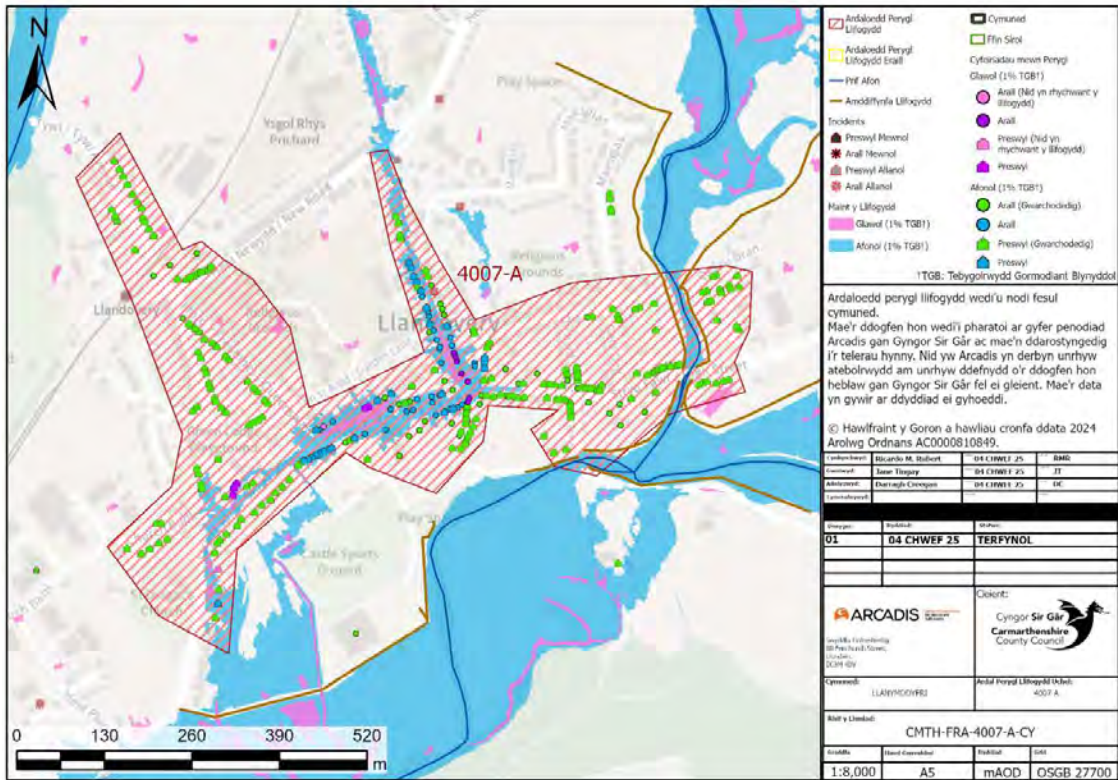 N
Ysgol Rhys
Prichard
Play Space
4007-A
Llandovery
Castle Sports
Ground
0 130 260 390 520
m
Ardaloedd Perygl
Llifogydd
Ardaloedd Perygl
Llifogydd Eraill
Prif Afon
Amddiffynfa Llifogydd
Incidents
Preswyl Mewnol
Arall Mewnol
Preswyl Allanol
Arall Allanol
Maint y Llifogydd
Glawol (1% TGB†)
Afonol (1% TGB†)
Cymuned
Ffin Sirol
Cyfleriadau mewn Perygl
Glawol (1% TGB†)
Arall (Nid yn rhychwant y
llifogydd)
Arall
Preswyl (Nid yn
rhychwant y llifogydd)
Preswyl
Afonol (1% TGB†)
Arall (Gwarchodedig)
Arall
Preswyl (Gwarchodedig)
Preswyl
†TGB: Tebygolrwydd Gormodiant Blynyddol
Ardaloedd perygl llifogydd wedi'u nodi fesul
cymuned.
Mae'r ddogfen hon wedi'i pharatoi ar gyfer penodiad
Arcadis gan Gyngor Sir Gâr ac mae'n ddarostyngedig
i'r telerau hynny. Nid yw Arcadis yn derbyn unrhyw
atebolrwydd am unrhyw ddefnydd o'r ddogfen hon
heblaw gan Gyngor Sir Gâr fel ei gleient. Mae'r data
yn gywir ar ddyddiad ei gyhoeddi.
© Hawlfraint y Goron a hawliau cronfa ddata 2024
Arolwg Ordnans AC0000810849.
Ricardo M. Rubert 04 CHWEF 25 RMR
04 CHWEF 25 JT
Darragh Creegan 04 CHWEF 25 DC
01 04 CHWEF 25 TERFYNOL
ARCADIS
Cleient:
Cyngor Sir Gâr
Carmarthenshire
County Council
Cymuned:
LLANYMDDYFRI
Ardal Perygl Llifogydd Uchel:
4007 A
CMTH-FRA-4007-A-CY
1:8,000 A5 mAOD OSGB 27700